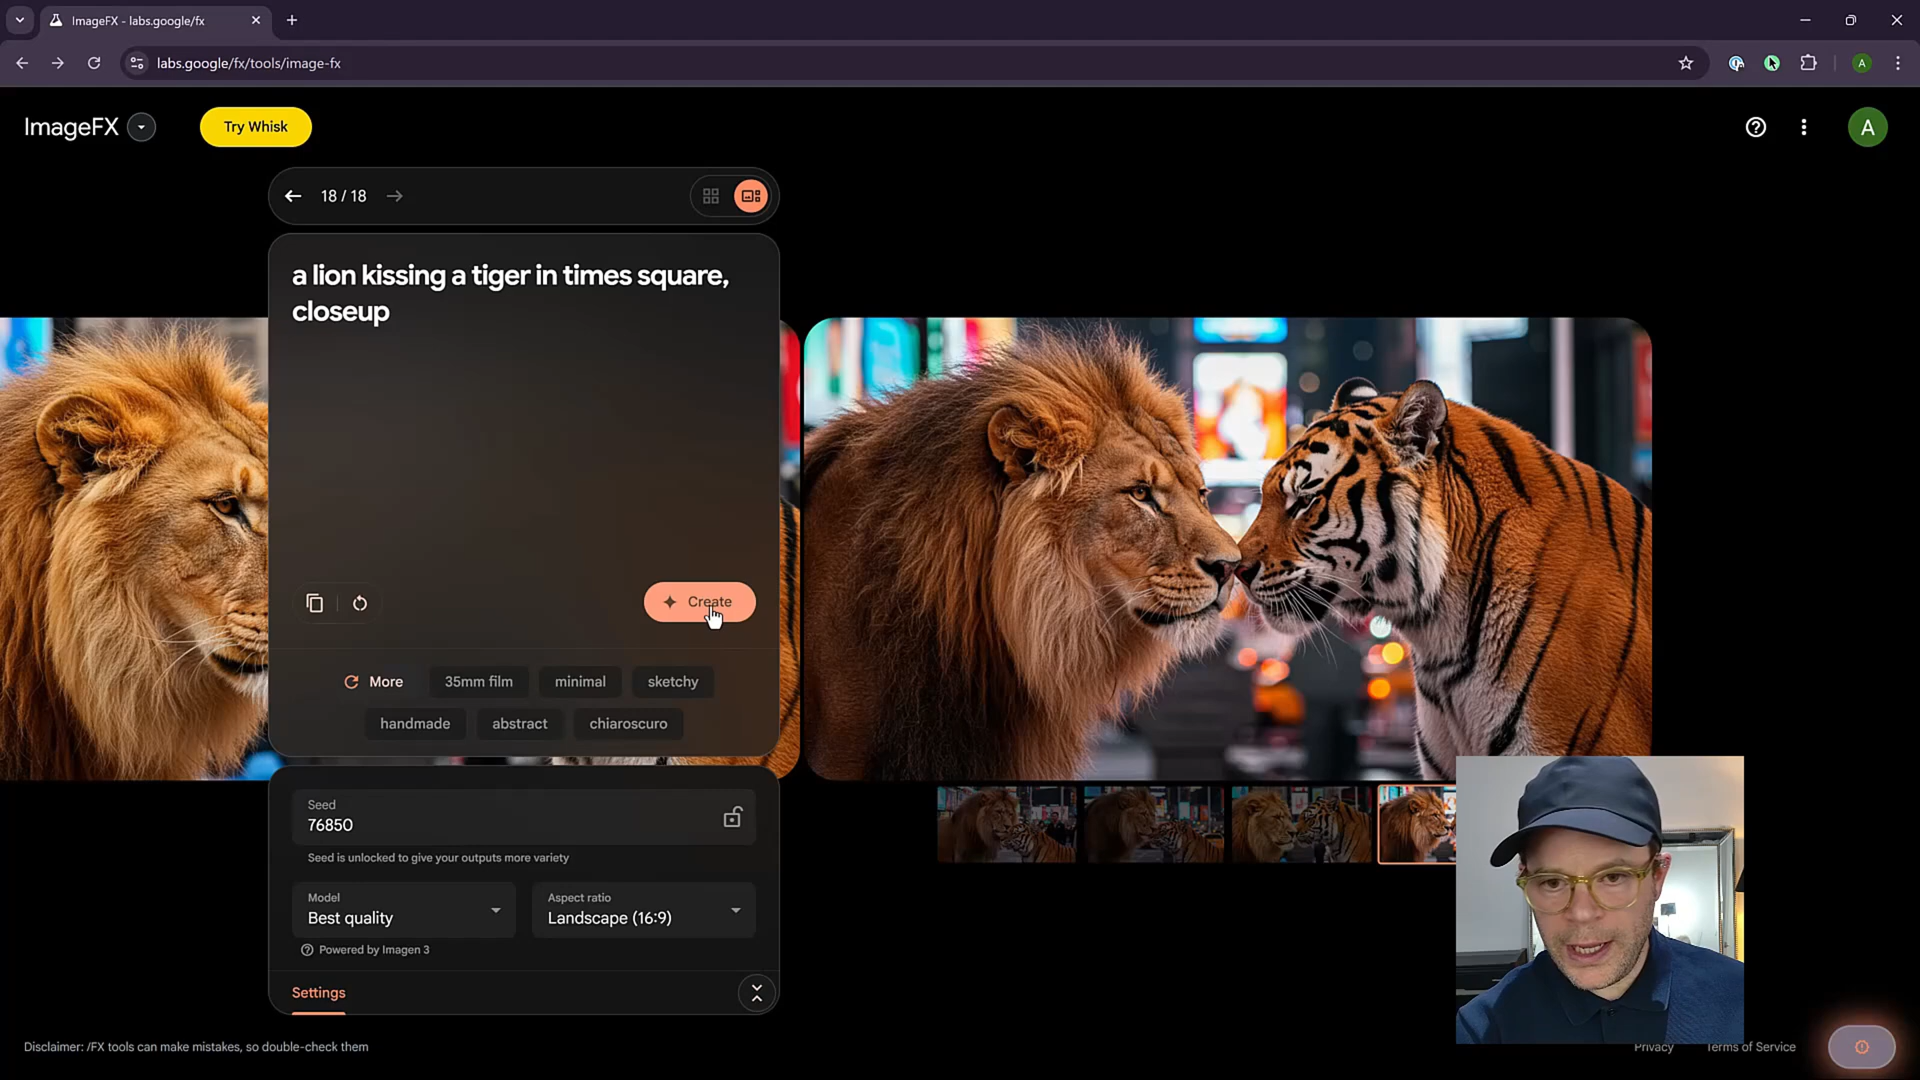 ImageFX - labs.google/fx
labs.google/fx/tools/image-fx
A
ImageFX
Try Whisk
A
18 / 18
a lion kissing a tiger in times square,
closeup
Create
More
35mm film
minimal
sketchy
handmade
abstract
chiaroscuro
Seed
76850
Seed is unlocked to give your outputs more variety
Model
Best quality
Aspect ratio
Landscape (16:9)
Powered by Imagen 3
Settings
Disclaimer: /FX tools can make mistakes, so double-check them
Privacy
Terms of Service